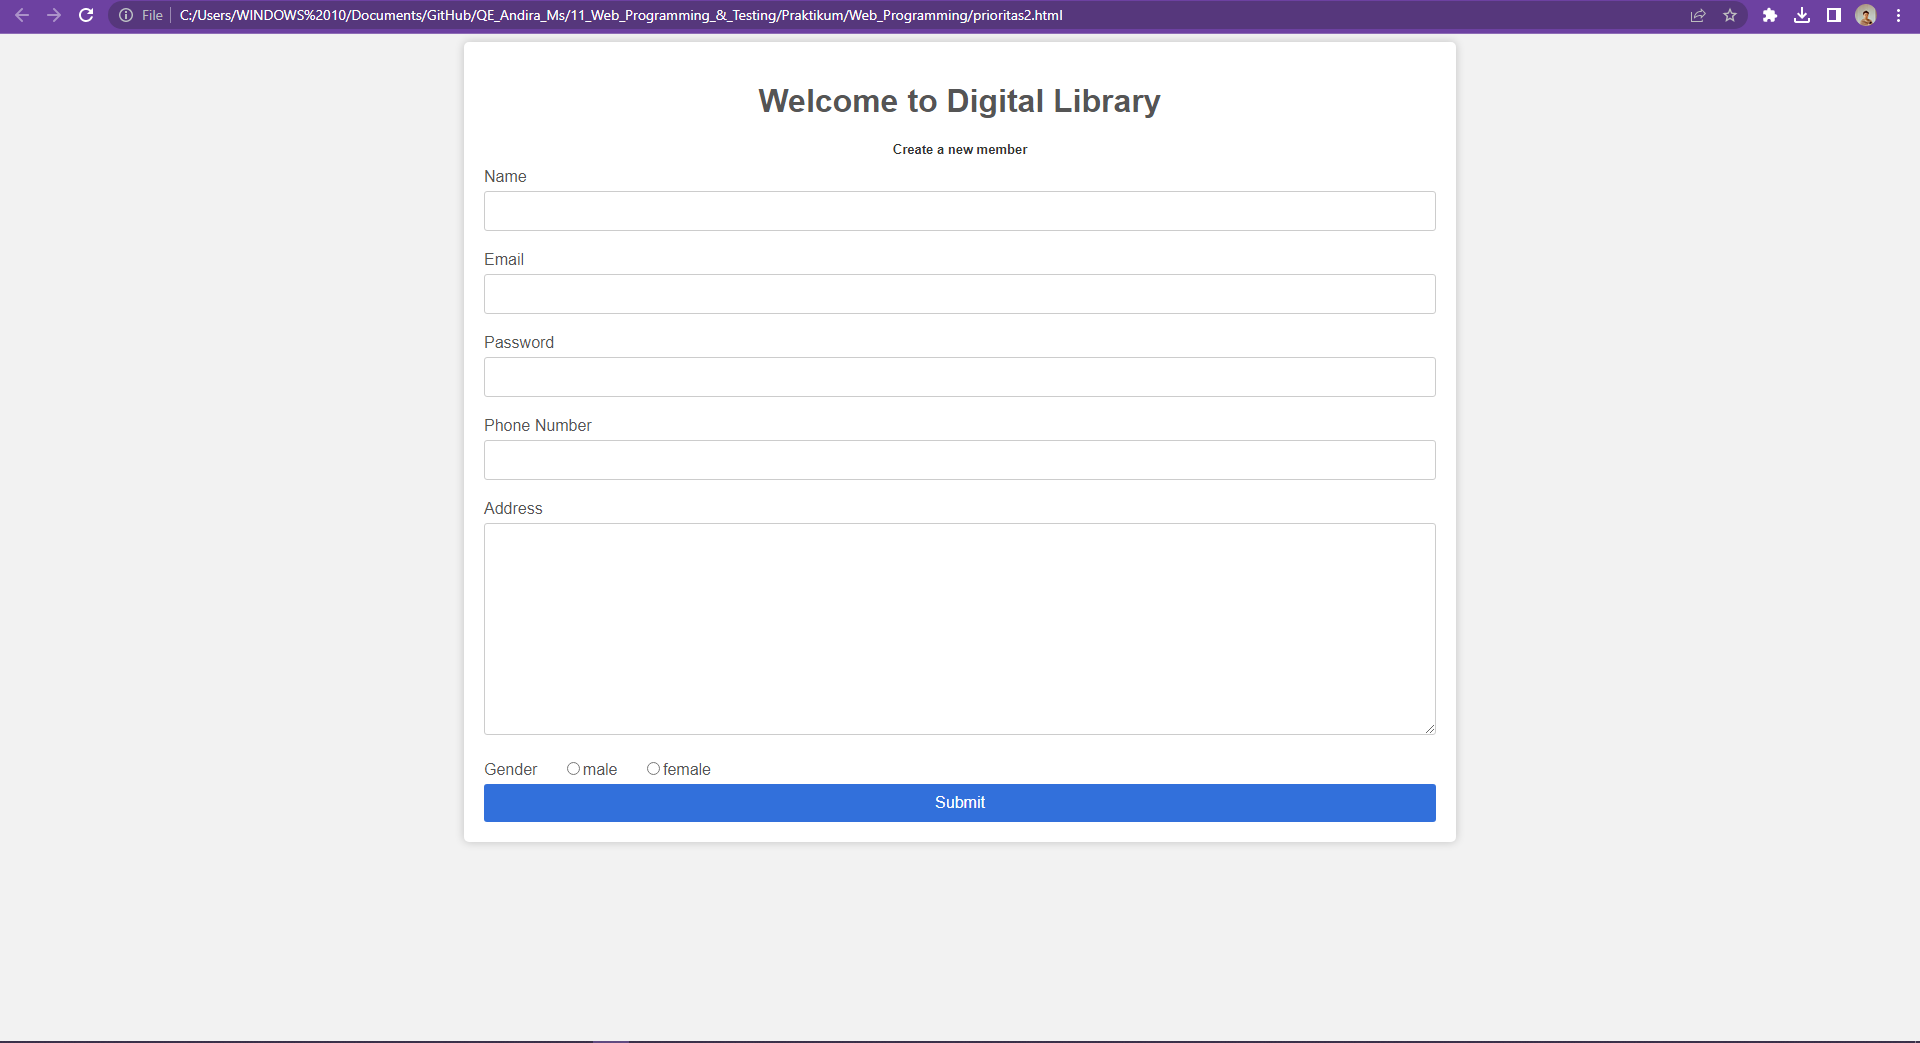 File C:/Users/WINDOWS%2010/Documents/GitHub/QE_Andira_Ms/11_Web_Programming_&_Testing/Praktikum/Web_Programming/prioritas2.html
Welcome to Digital Library
Create a new member
Name
Email
Password
Phone Number
Address
Gender male female
Submit